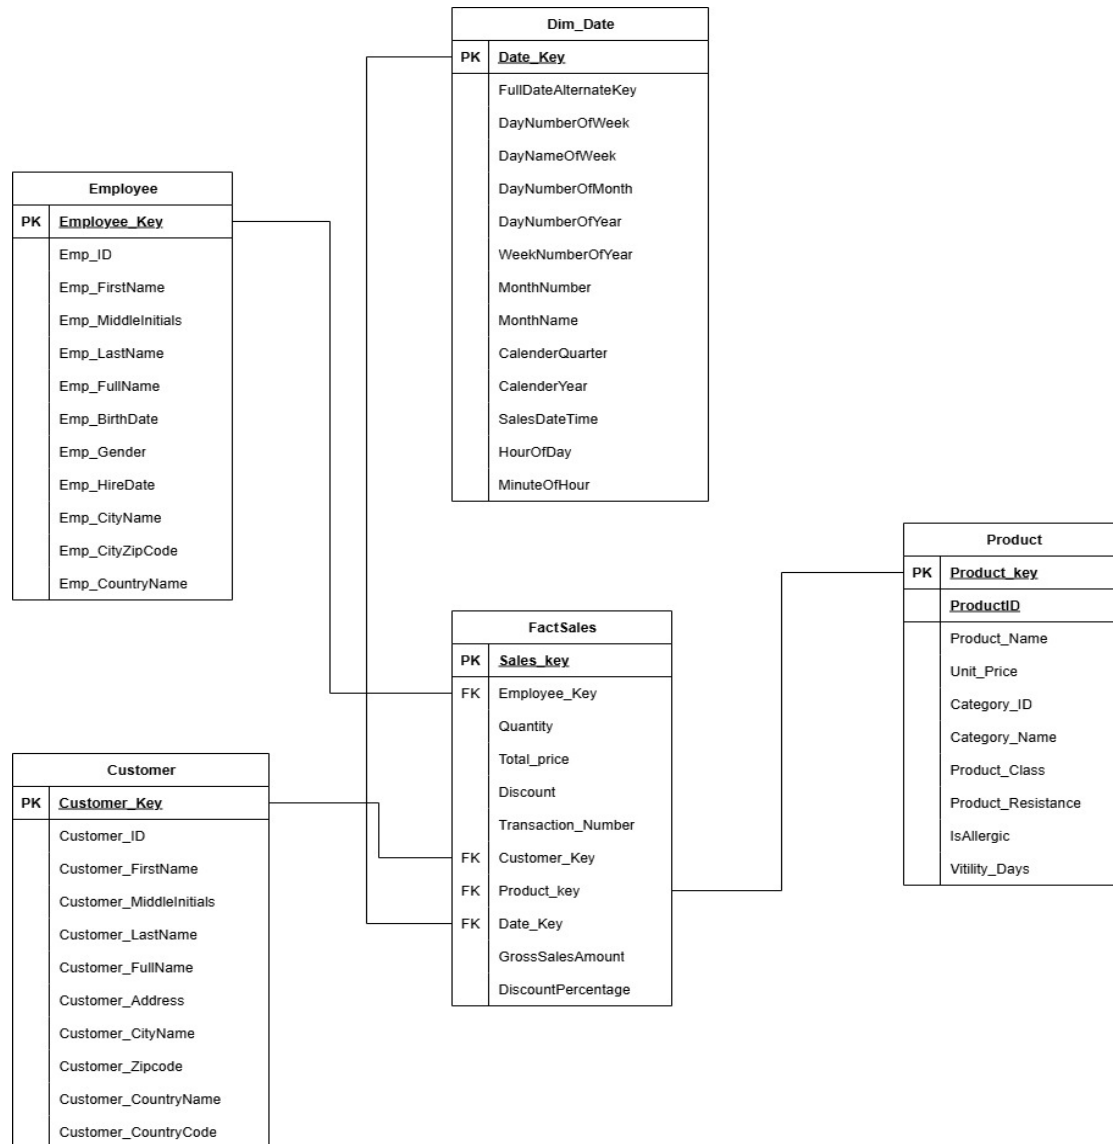 Dim_Date
PK Date_Key
FullDateAlternateKey
DayNumberOfWeek
DayNameOfWeek
DayNumberOfMonth
DayNumberOfYear
WeekNumberOfYear
MonthNumber
MonthName
CalenderQuarter
CalenderYear
SalesDateTime
HourOfDay
MinuteOfHour
Employee
PK Employee_Key
Emp_ID
Emp_FirstName
Emp_MiddleInitials
Emp_LastName
Emp_FullName
Emp_BirthDate
Emp_Gender
Emp_HireDate
Emp_CityName
Emp_CityZipCode
Emp_CountryName
Product
PK Product_key
ProductID
Product_Name
Unit_Price
Category_ID
Category_Name
Product_Class
Product_Resistance
IsAllergic
Vitility_Days
FactSales
PK Sales_key
FK Employee_Key
Quantity
Total_price
Discount
Transaction_Number
FK Customer_Key
FK Product_key
FK Date_Key
GrossSalesAmount
DiscountPercentage
Customer
PK Customer_Key
Customer_ID
Customer_FirstName
Customer_MiddleInitials
Customer_LastName
Customer_FullName
Customer_Address
Customer_CityName
Customer_Zipcode
Customer_CountryName
Customer_CountryCode